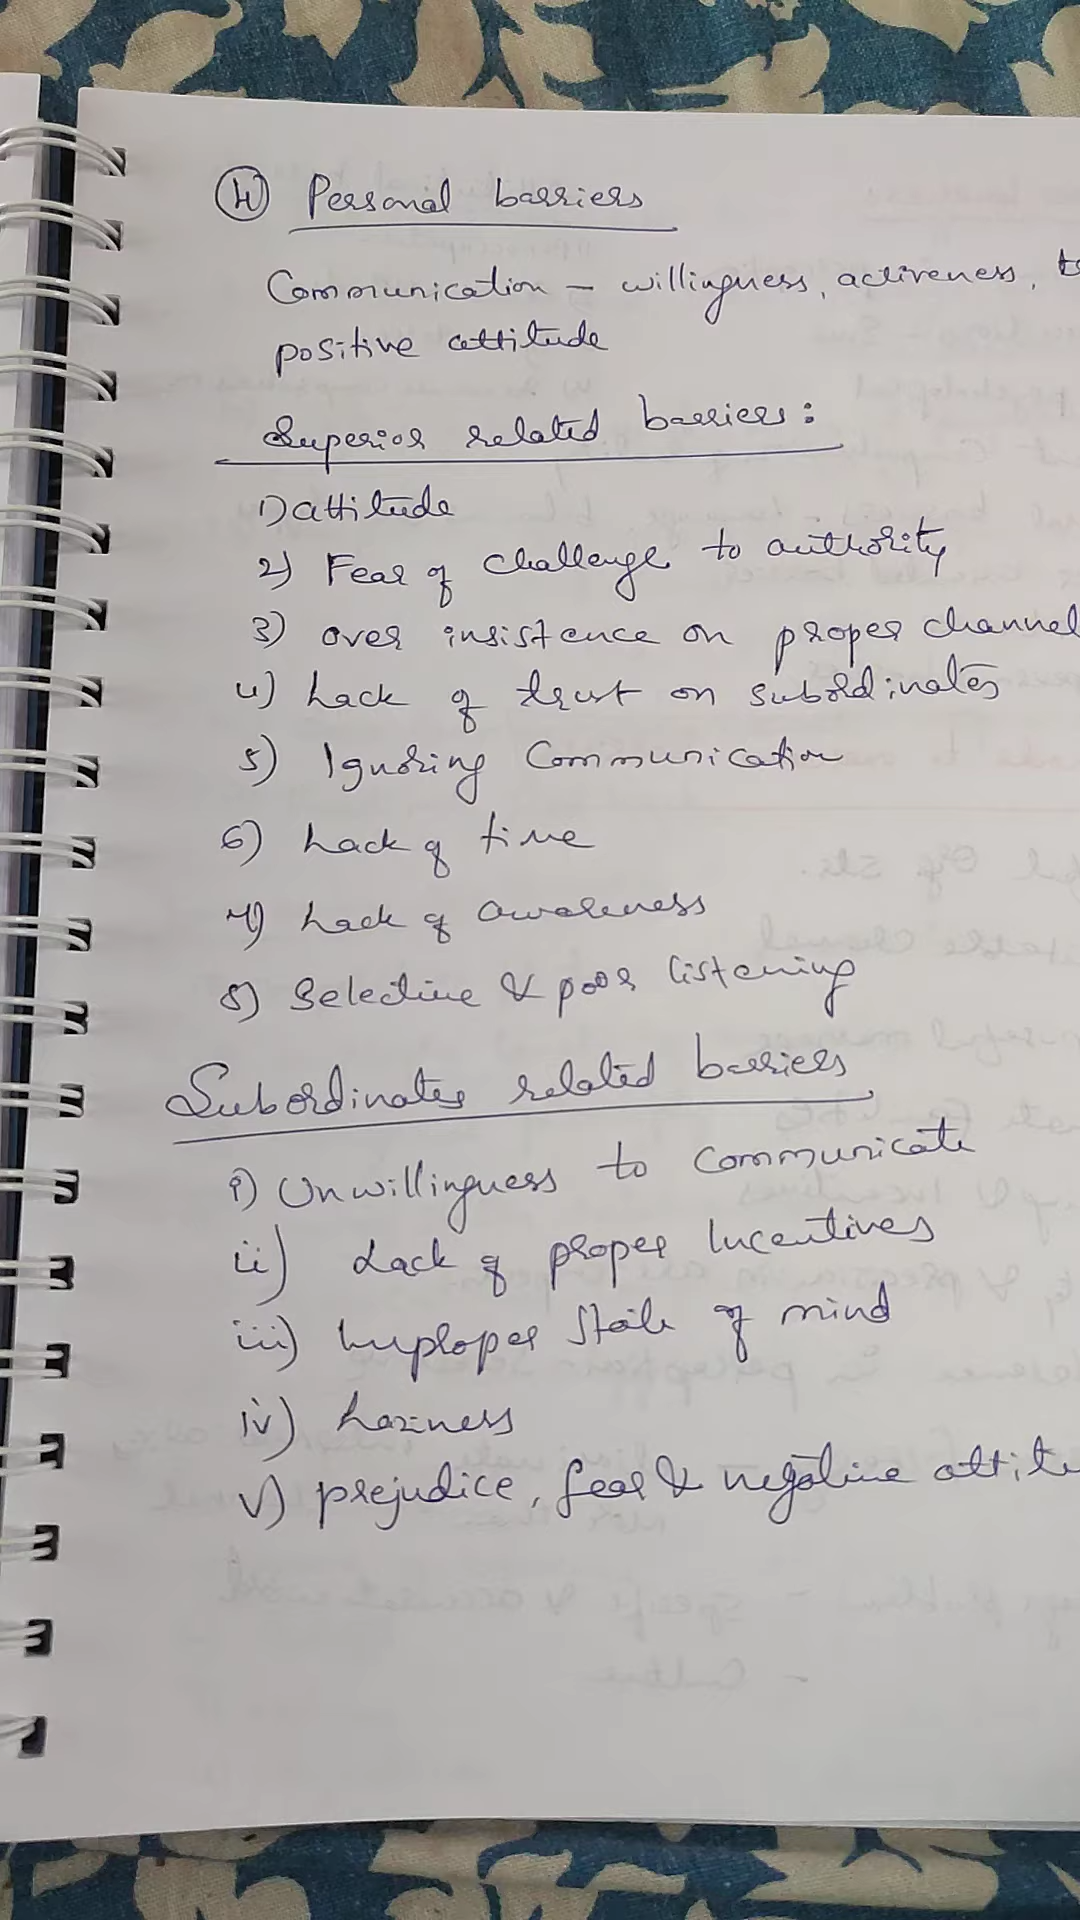 4 Personal barriers
Communication - willingness, activeness,
positive attitude
Superior related barriers :
1) attitude
2) Fear of challenge to authority
3) over insistence on proper channel
4) Lack of trust on subordinates
5) Ignoring Communication
6) Lack of time
7) Lack of awareness
8) Selective & poor listening
Subordinates related barriers
i) Unwillingness to communicate
ii) Lack of proper Incentives
iii) Improper State of mind
iv) Laziness
v) prejudice, fear & negative